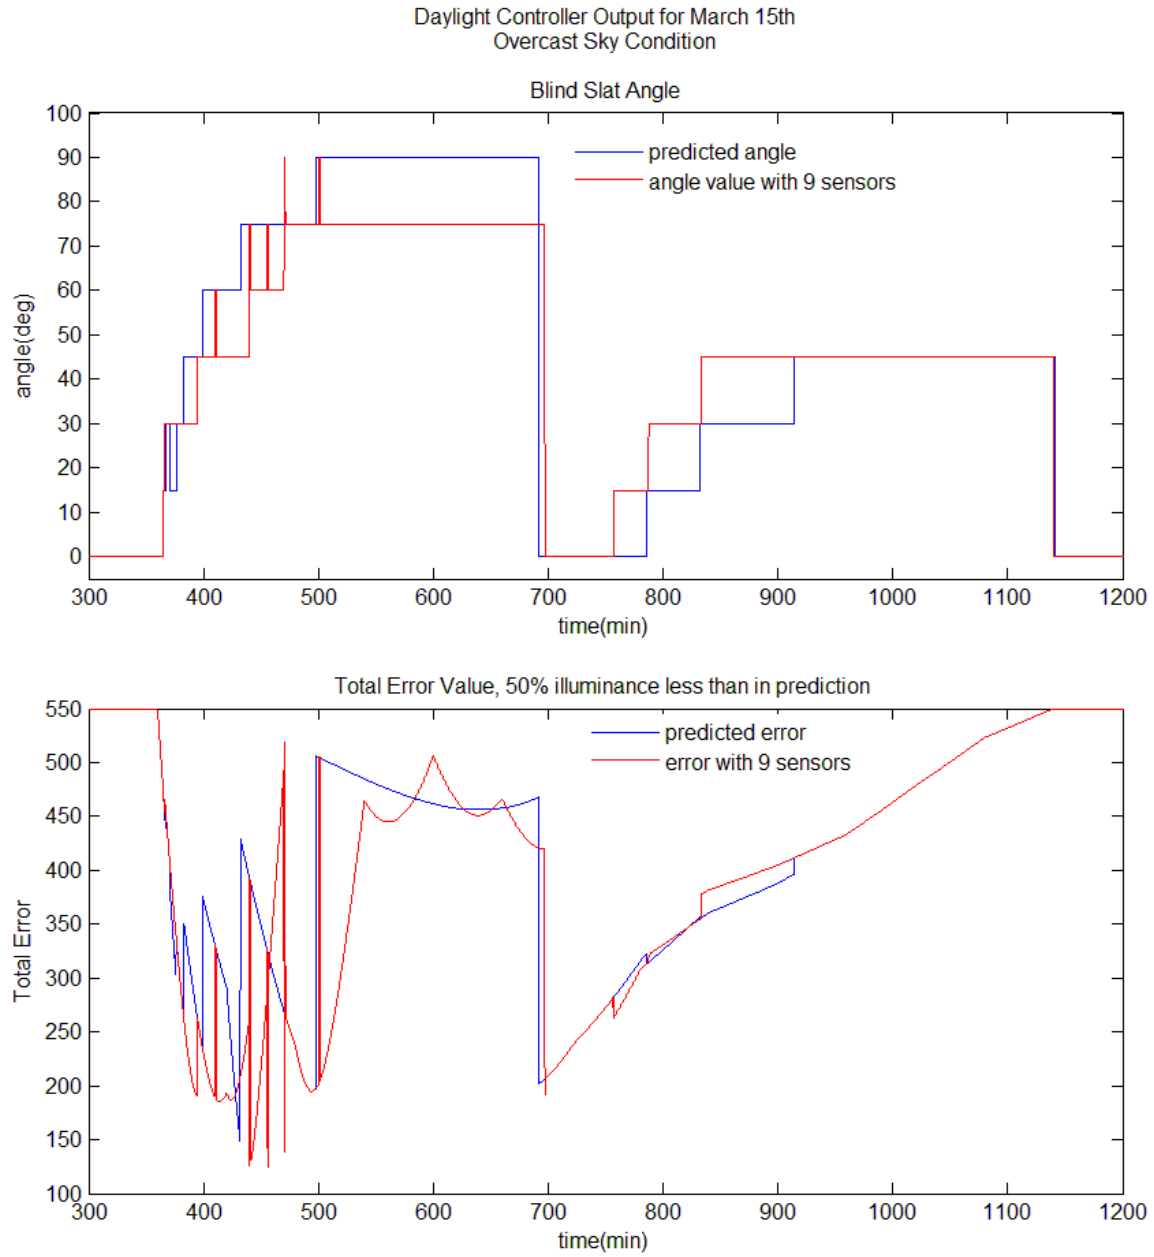 Daylight Controller Output for March 15th
Overcast Sky Condition
Blind Slat Angle
100
90
80
70
60
50
40
30
20
10
0
angle(deg)
predicted angle
angle value with 9 sensors
300 400 500 600 700 800 900 1000 1100 1200
time(min)
Total Error Value, 50% illuminance less than in prediction
550
500
450
400
350
300
250
200
150
100
Total Error
predicted error
error with 9 sensors
300 400 500 600 700 800 900 1000 1100 1200
time(min)